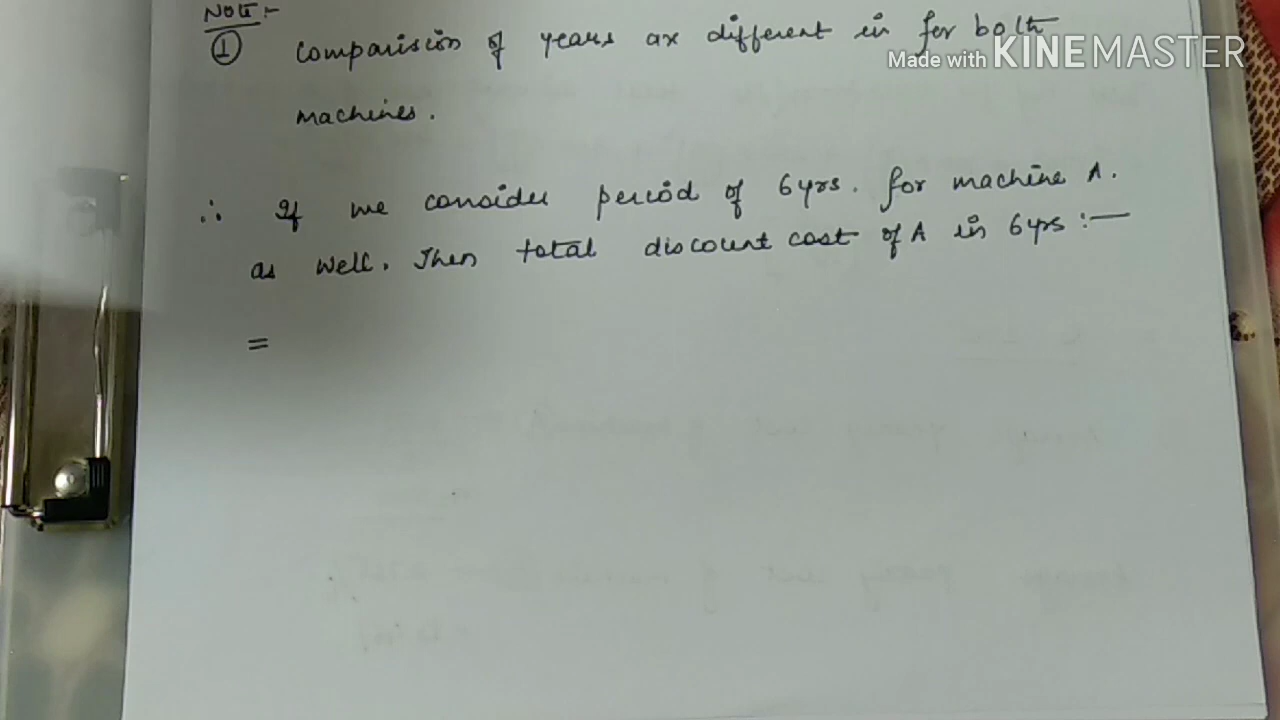 Note :-
① comparision of years ax different in for both
Made with KINEMASTER
machines.
∴ If we consider period of 6yrs. for machine A.
as well. Then total discount cost of A in 6yrs :—
=